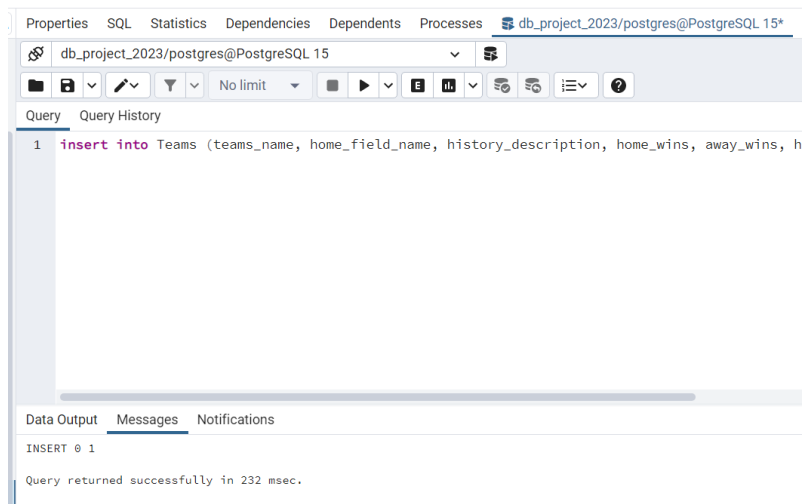 Properties SQL Statistics Dependencies Dependents Processes db_project_2023/postgres@PostgreSQL 15*
db_project_2023/postgres@PostgreSQL 15
No limit E
Query Query History
1 insert into Teams (teams_name, home_field_name, history_description, home_wins, away_wins, h
Data Output Messages Notifications
INSERT 0 1
Query returned successfully in 232 msec.